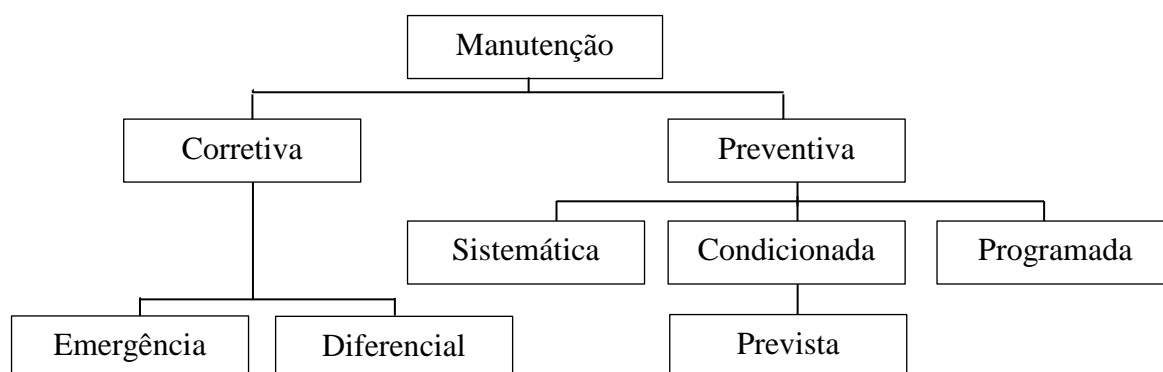 Manutenção
Corretiva
Preventiva
Sistemática
Condicionada
Programada
Emergência
Diferencial
Prevista